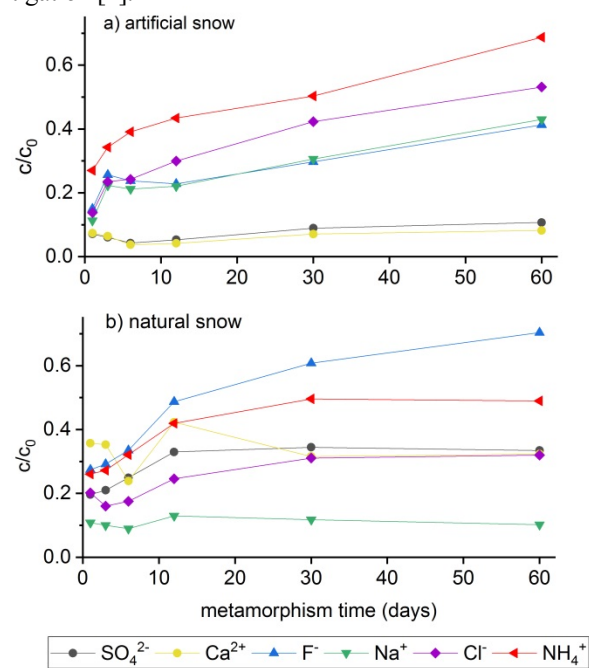 a) artificial snow
0.6
0.4
c/c₀
0.2
0.0
0 10 20 30 40 50 60
b) natural snow
0.6
0.4
c/c₀
0.2
0.0
0 10 20 30 40 50 60
metamorphism time (days)
SO₄²⁻ Ca²⁺ F⁻ Na⁺ Cl⁻ NH₄⁺